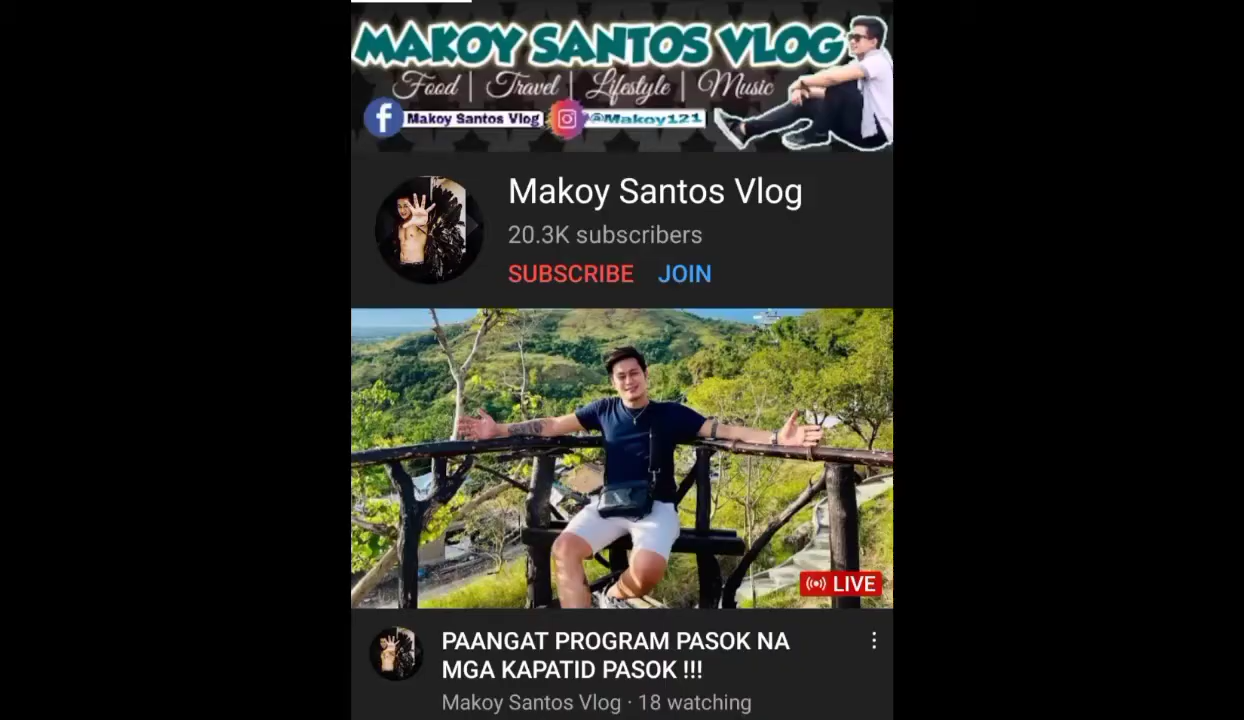 MAKOY SANTOS VLOG
Food | Travel | Lifestyle | Music
Makoy Santos Vlog @Makoy121
Makoy Santos Vlog
20.3K subscribers
SUBSCRIBE JOIN
LIVE
PAANGAT PROGRAM PASOK NA
MGA KAPATID PASOK !!!
Makoy Santos Vlog · 18 watching